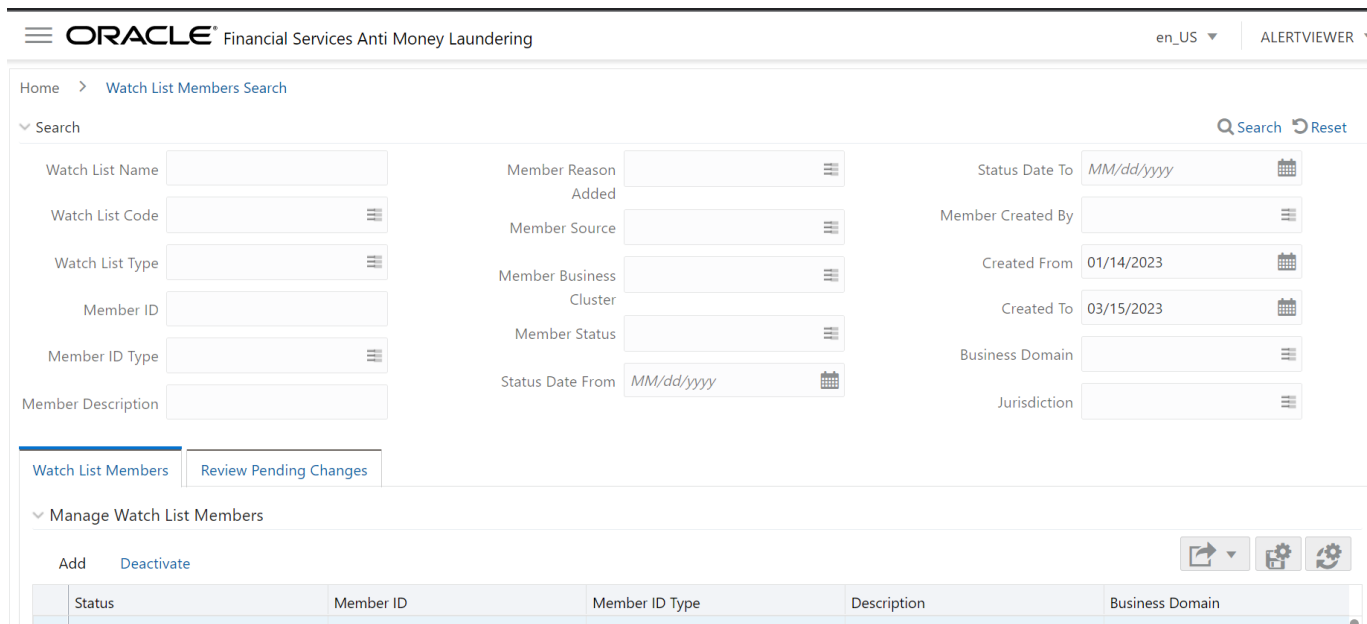 ORACLE® Financial Services Anti Money Laundering
en_US
ALERTVIEWER
Home > Watch List Members Search
Search
Search
Reset
Watch List Name
Watch List Code
Watch List Type
Member ID
Member ID Type
Member Description
Member Reason
Added
Member Source
Member Business
Cluster
Member Status
Status Date From MM/dd/yyyy
Status Date To MM/dd/yyyy
Member Created By
Created From 01/14/2023
Created To 03/15/2023
Business Domain
Jurisdiction
Watch List Members
Review Pending Changes
Manage Watch List Members
Add Deactivate
Status Member ID Member ID Type Description Business Domain